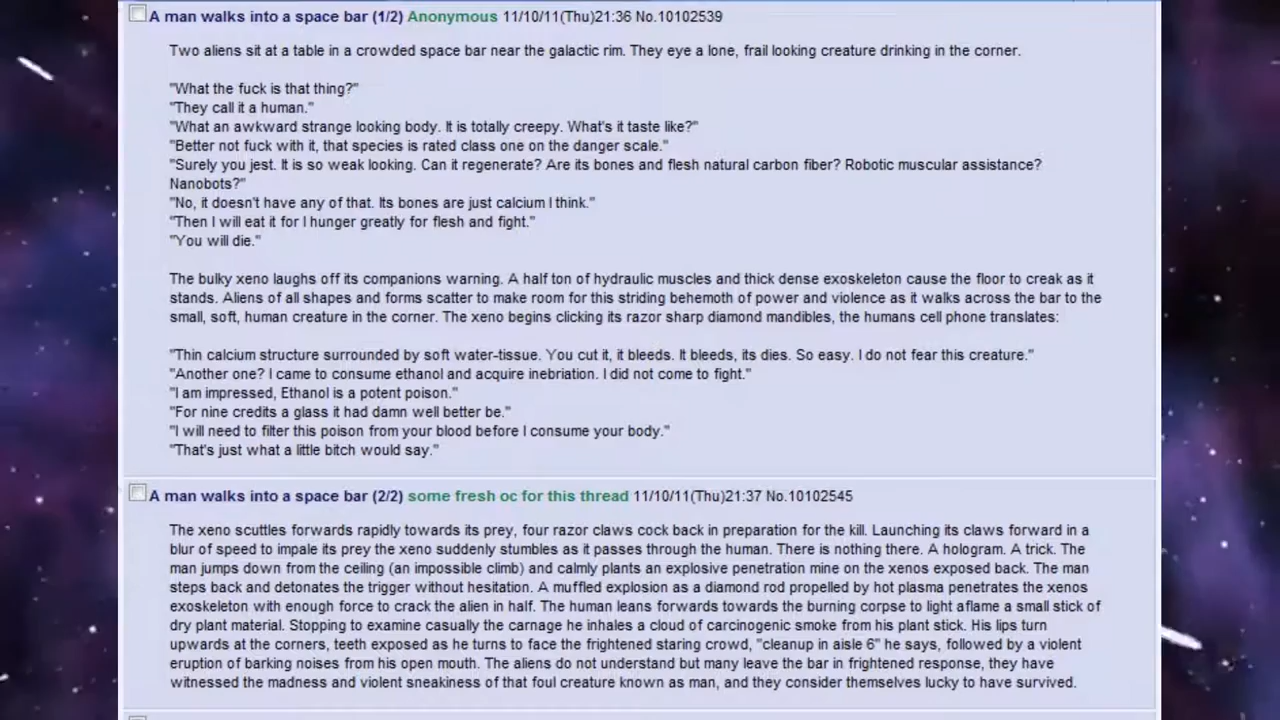 A man walks into a space bar (1/2) Anonymous 11/10/11(Thu)21:36 No.10102539
Two aliens sit at a table in a crowded space bar near the galactic rim. They eye a lone, frail looking creature drinking in the corner.
"What the fuck is that thing?"
"They call it a human."
"What an awkward strange looking body. It is totally creepy. What's it taste like?"
"Better not fuck with it, that species is rated class one on the danger scale."
"Surely you jest. It is so weak looking. Can it regenerate? Are its bones and flesh natural carbon fiber? Robotic muscular assistance?
Nanobots?"
"No, it doesn't have any of that. Its bones are just calcium I think."
"Then I will eat it for I hunger greatly for flesh and fight."
"You will die."
The bulky xeno laughs off its companions warning. A half ton of hydraulic muscles and thick dense exoskeleton cause the floor to creak as it
stands. Aliens of all shapes and forms scatter to make room for this striding behemoth of power and violence as it walks across the bar to the
small, soft, human creature in the corner. The xeno begins clicking its razor sharp diamond mandibles, the humans cell phone translates:
"Thin calcium structure surrounded by soft water-tissue. You cut it, it bleeds. It bleeds, its dies. So easy. I do not fear this creature."
"Another one? I came to consume ethanol and acquire inebriation. I did not come to fight."
"I am impressed, Ethanol is a potent poison."
"For nine credits a glass it had damn well better be."
"I will need to filter this poison from your blood before I consume your body."
"That's just what a little bitch would say."
A man walks into a space bar (2/2) some fresh oc for this thread 11/10/11(Thu)21:37 No.10102545
The xeno scuttles forwards rapidly towards its prey, four razor claws cock back in preparation for the kill. Launching its claws forward in a
blur of speed to impale its prey the xeno suddenly stumbles as it passes through the human. There is nothing there. A hologram. A trick. The
man jumps down from the ceiling (an impossible climb) and calmly plants an explosive penetration mine on the xenos exposed back. The man
steps back and detonates the trigger without hesitation. A muffled explosion as a diamond rod propelled by hot plasma penetrates the xenos
exoskeleton with enough force to crack the alien in half. The human leans forwards towards the burning corpse to light aflame a small stick of
dry plant material. Stopping to examine casually the carnage he inhales a cloud of carcinogenic smoke from his plant stick. His lips turn
upwards at the corners, teeth exposed as he turns to face the frightened staring crowd, "cleanup in aisle 6" he says, followed by a violent
eruption of barking noises from his open mouth. The aliens do not understand but many leave the bar in frightened response, they have
witnessed the madness and violent sneakiness of that foul creature known as man, and they consider themselves lucky to have survived.